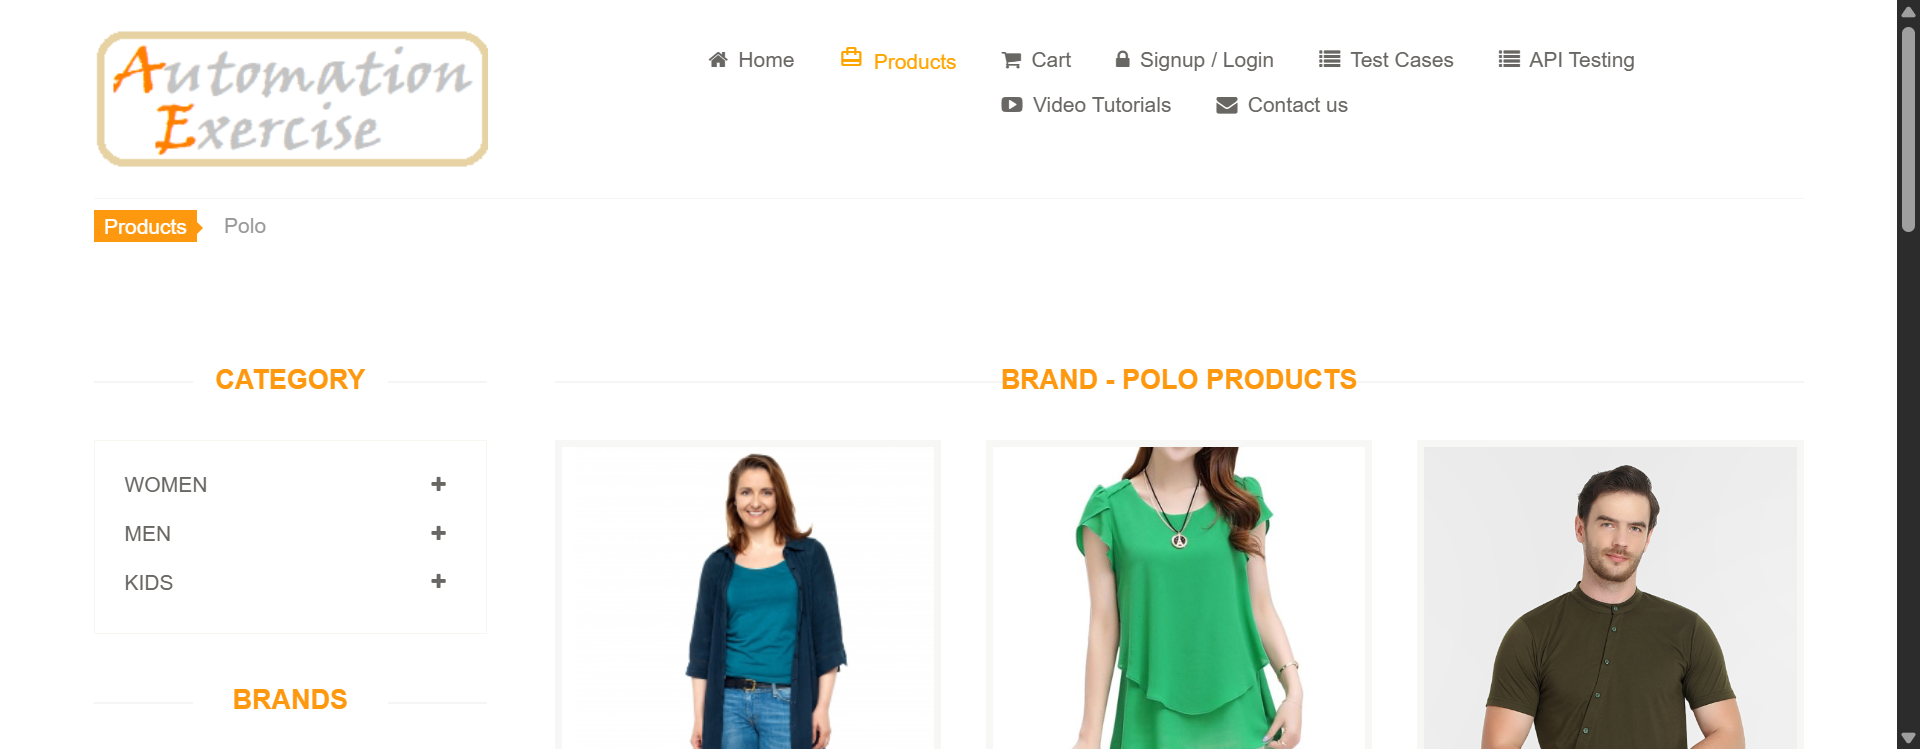 Automation
Exercise
Home
Products
Cart
Signup / Login
Test Cases
API Testing
Video Tutorials
Contact us
Products
Polo
CATEGORY
WOMEN
MEN
KIDS
BRANDS
BRAND - POLO PRODUCTS